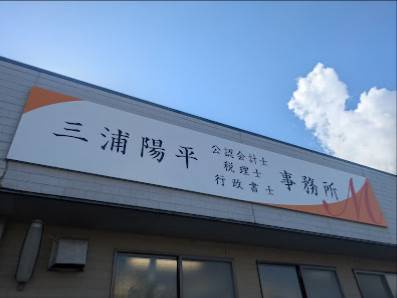 三浦陽平
公認会計士
税理士
行政書士
事務所